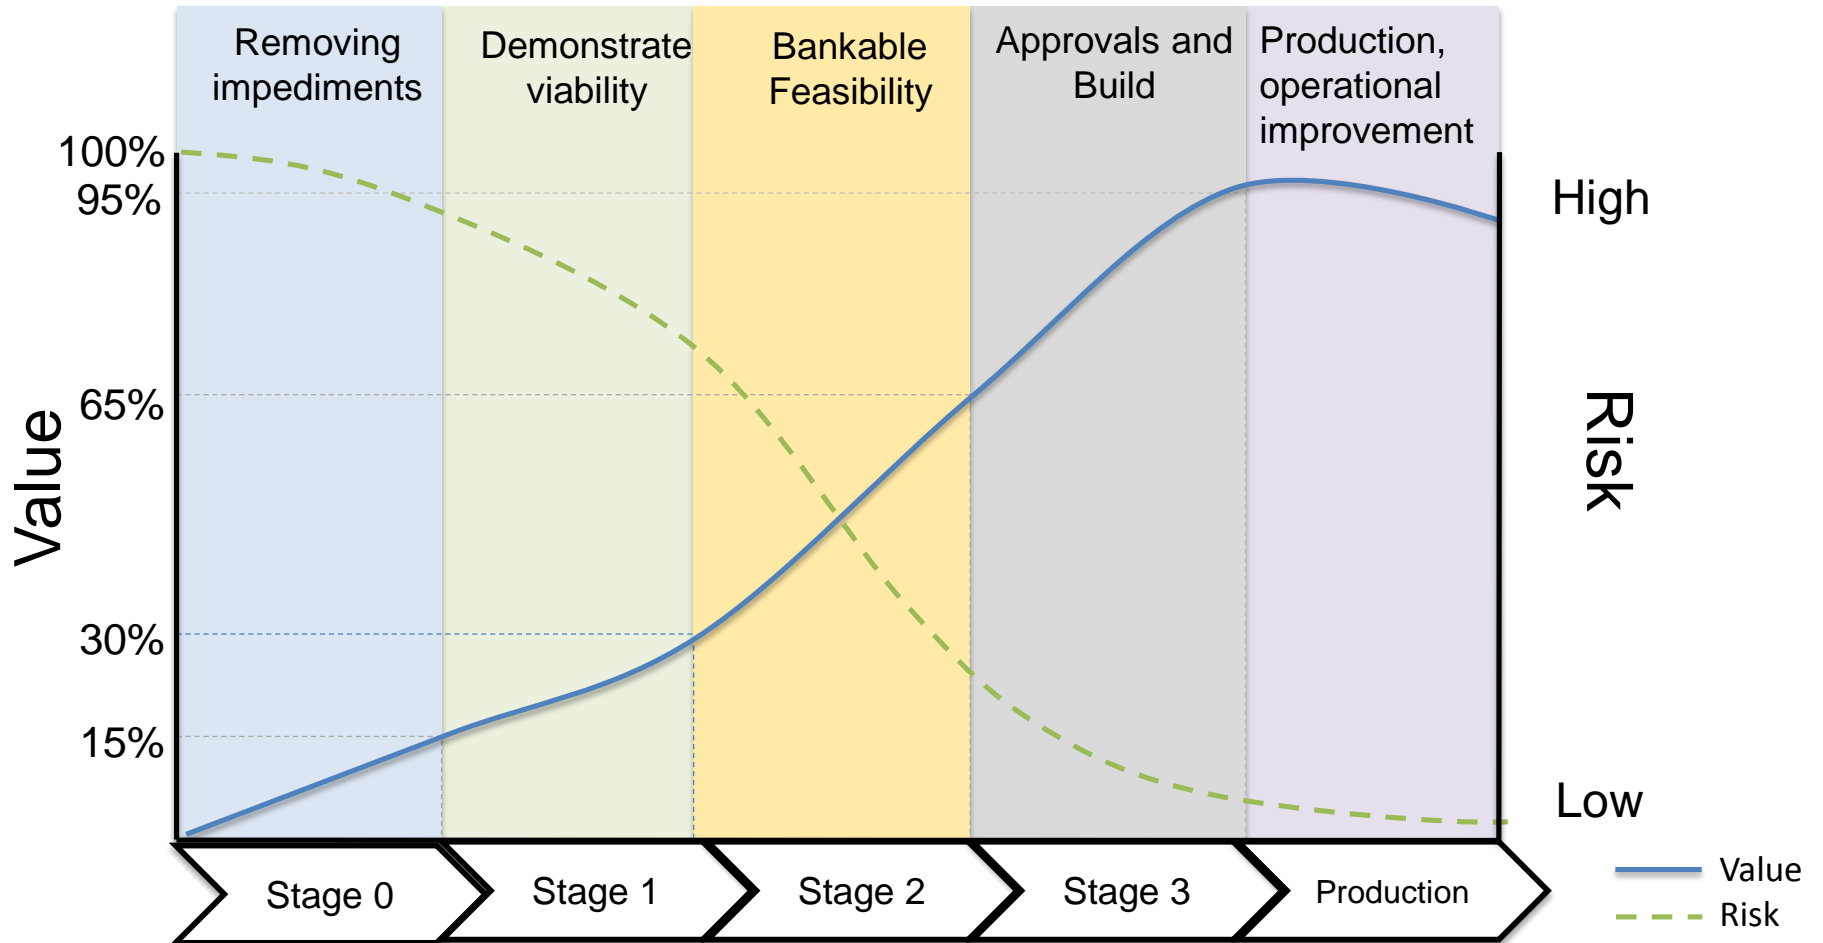 Removing
impediments
Demonstrate
viability
Bankable
Feasibility
Approvals and
Build
Production,
operational
improvement
100%
95%
65%
30%
15%
Value
High
Risk
Low
Stage 0
Stage 1
Stage 2
Stage 3
Production
Value
Risk